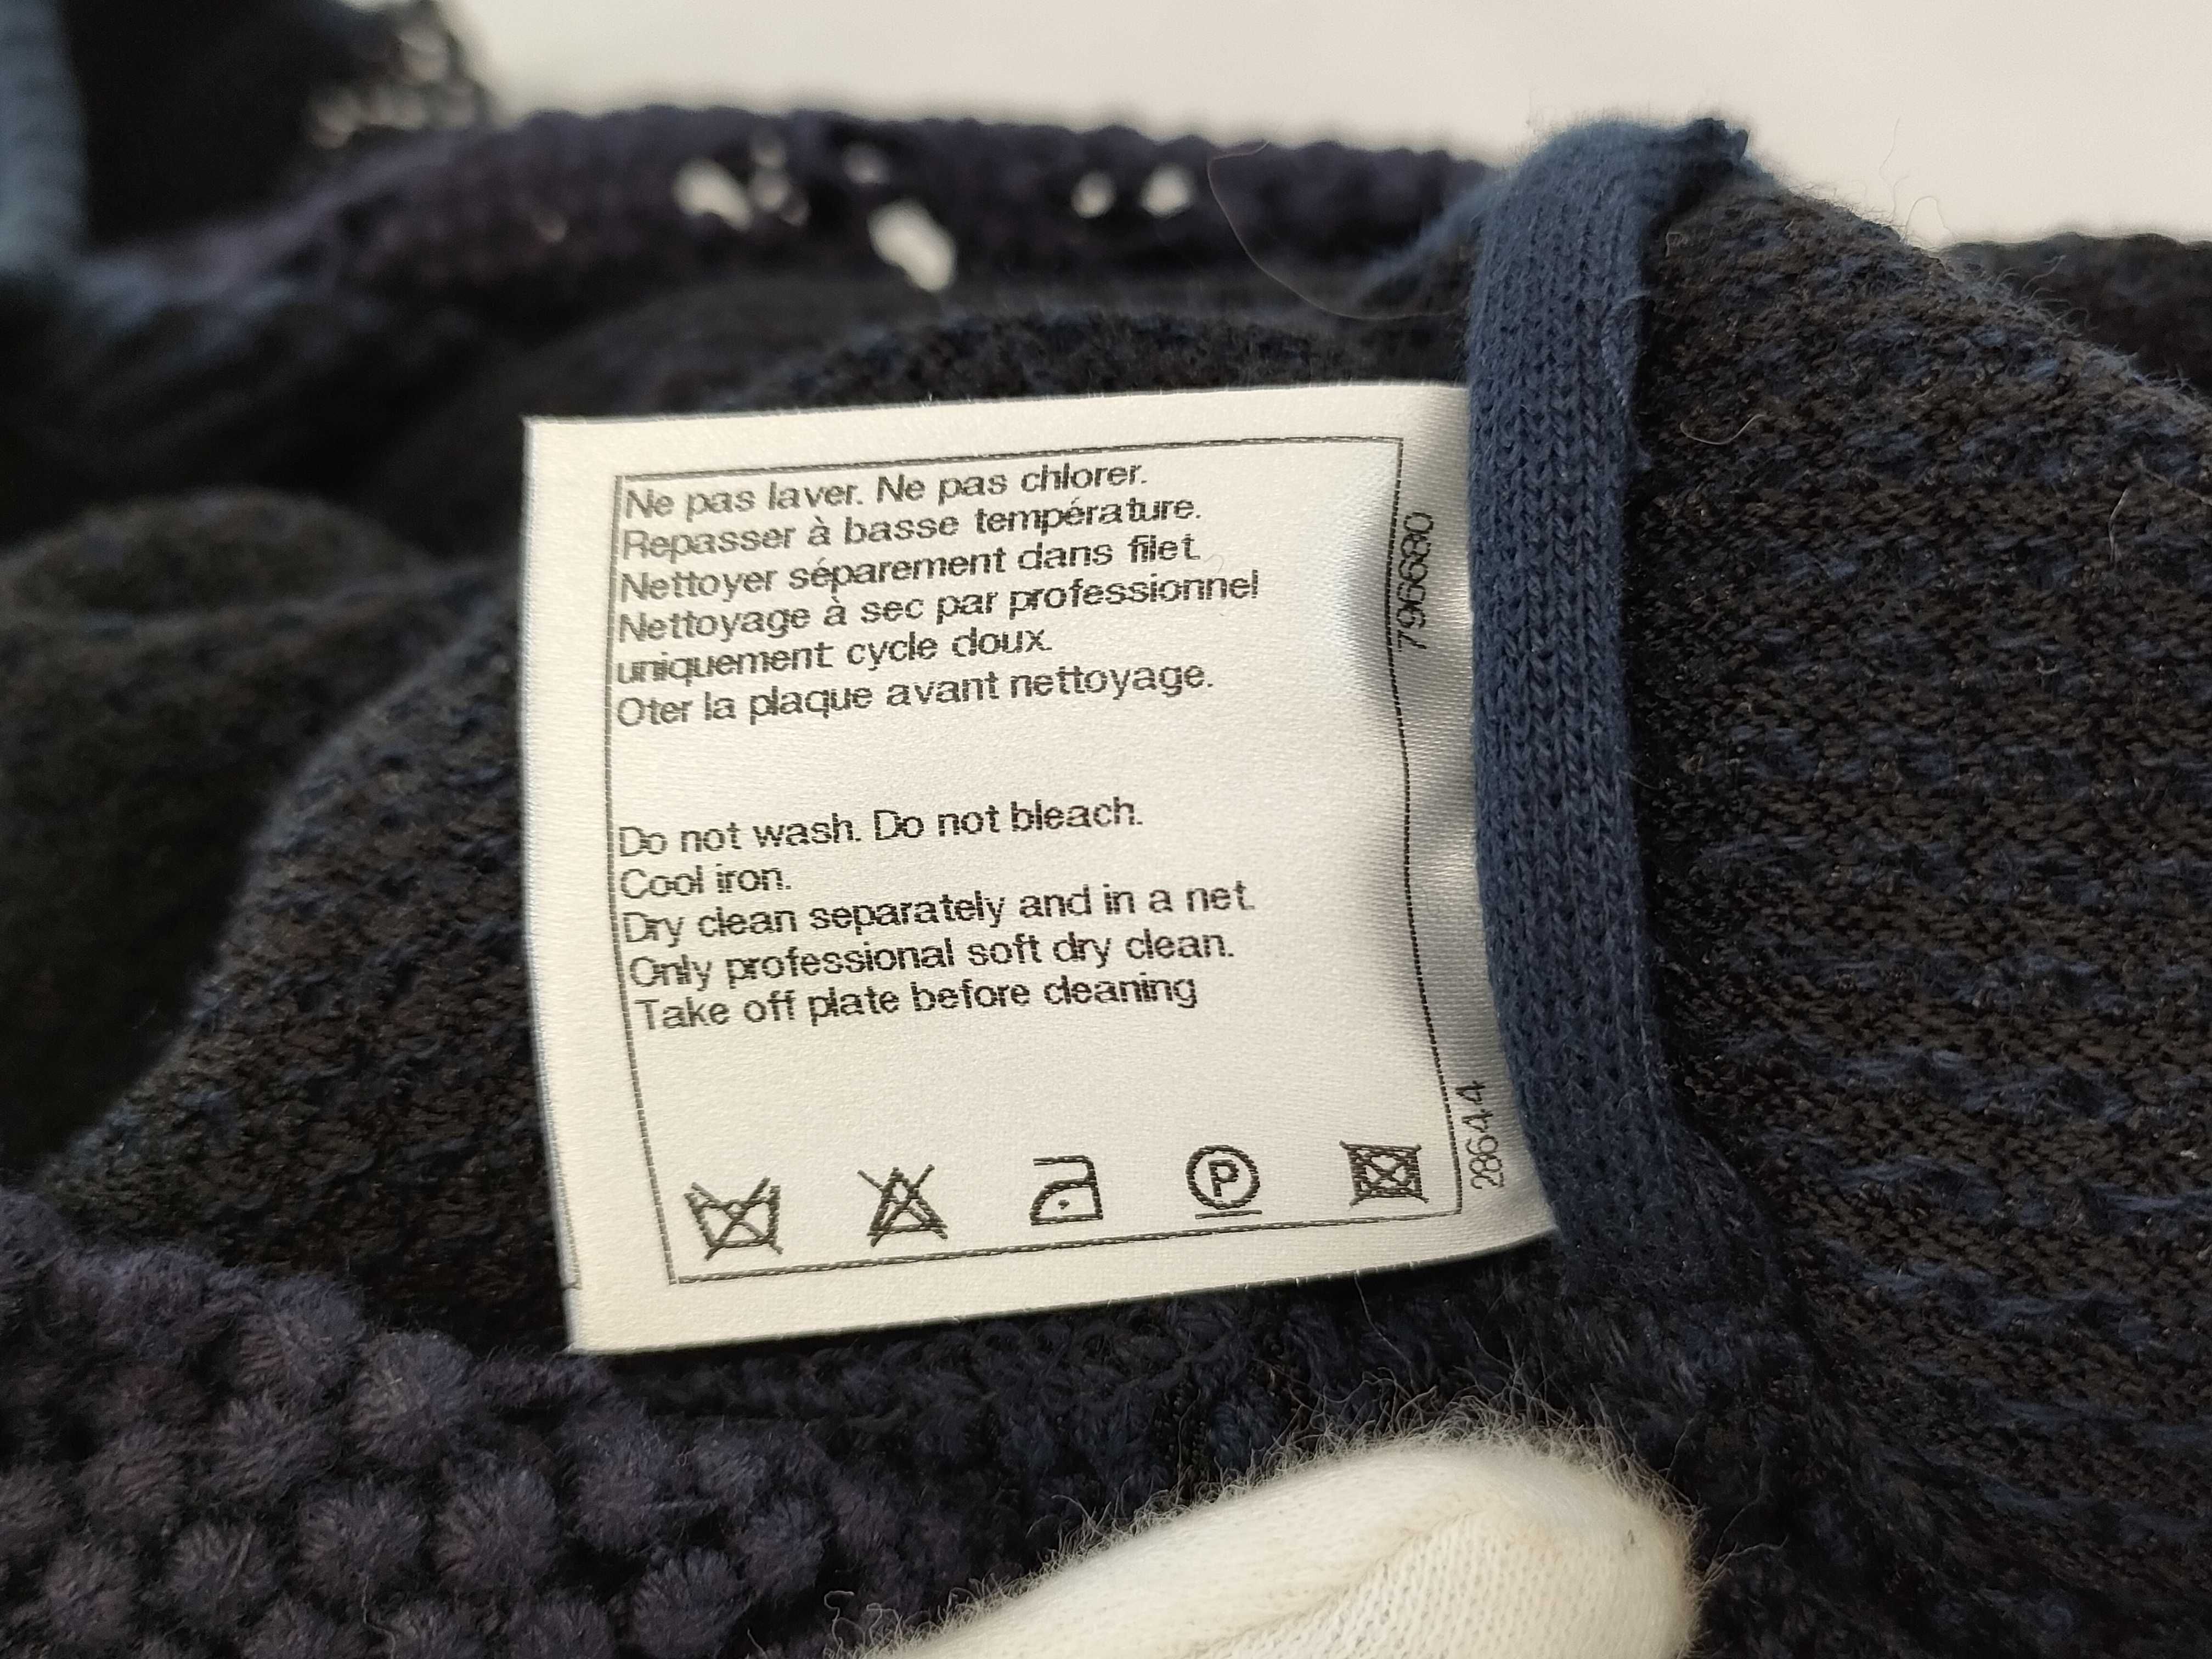 Ne pas laver. Ne pas chlorer.
Repasser à basse température.
Nettoyer séparement dans filet.
Nettoyage à sec par professionnel
uniquement cycle doux.
Oter la plaque avant nettoyage.
Do not wash. Do not bleach.
Cool iron.
Dry clean separately and in a net.
Only professional soft dry clean.
Take off plate before cleaning
P
7966680
28644